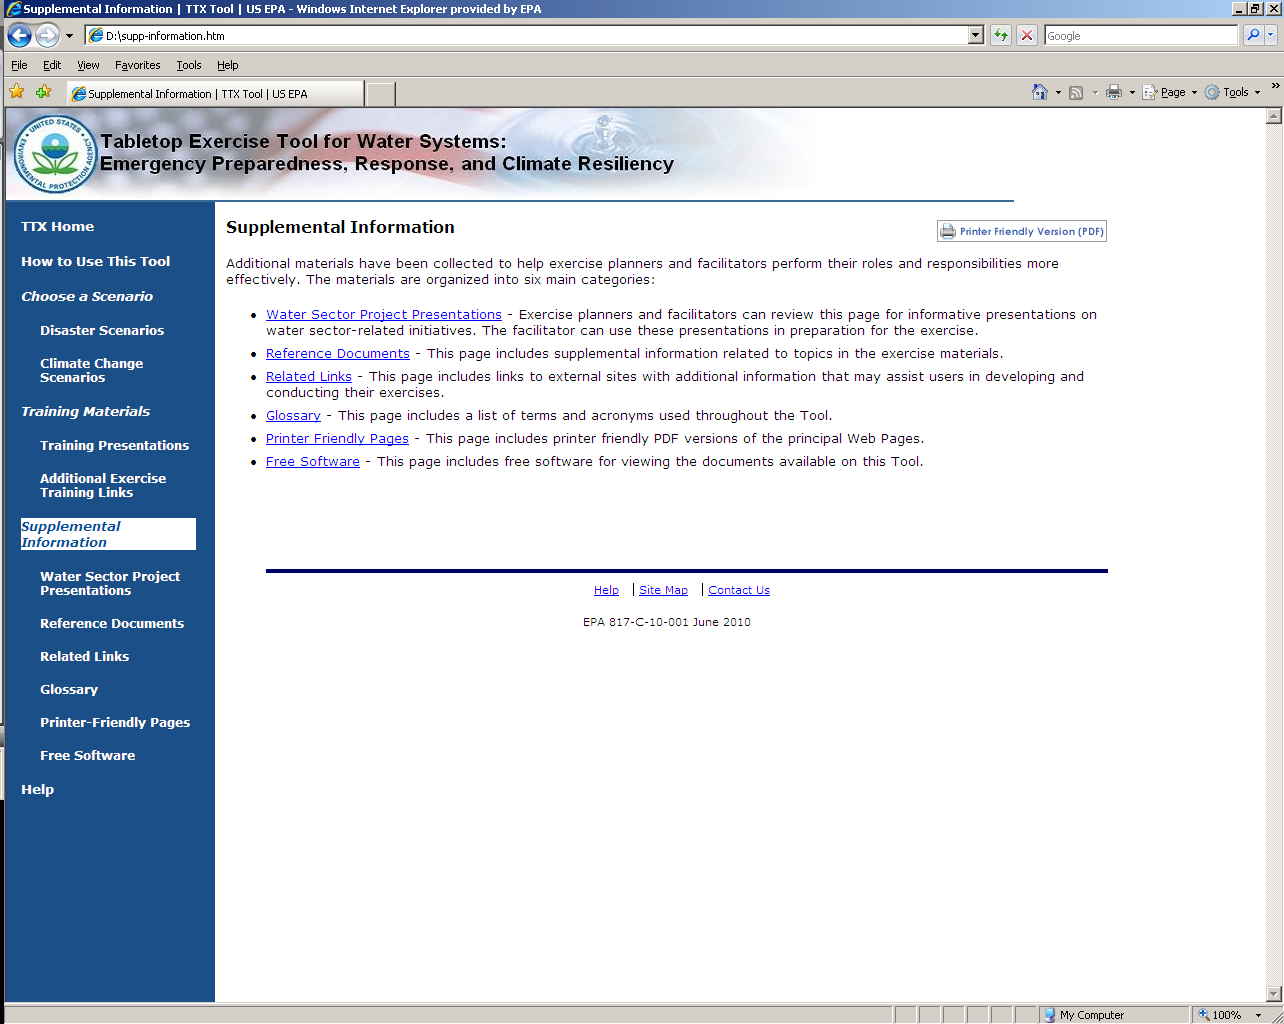 Supplemental Information | TTX Tool | US EPA - Windows Internet Explorer provided by EPA
D:\supp-information.htm
Google
File Edit View Favorites Tools Help
Supplemental Information | TTX Tool | US EPA
Page Tools
UNITED STATES ENVIRONMENTAL PROTECTION AGENCY
Tabletop Exercise Tool for Water Systems:
Emergency Preparedness, Response, and Climate Resiliency
TTX Home
How to Use This Tool
Choose a Scenario
Disaster Scenarios
Climate Change
Scenarios
Training Materials
Training Presentations
Additional Exercise
Training Links
Supplemental
Information
Water Sector Project
Presentations
Reference Documents
Related Links
Glossary
Printer-Friendly Pages
Free Software
Help
Supplemental Information
Printer Friendly Version (PDF)
Additional materials have been collected to help exercise planners and facilitators perform their roles and responsibilities more
effectively. The materials are organized into six main categories:
• Water Sector Project Presentations - Exercise planners and facilitators can review this page for informative presentations on
water sector-related initiatives. The facilitator can use these presentations in preparation for the exercise.
• Reference Documents - This page includes supplemental information related to topics in the exercise materials.
• Related Links - This page includes links to external sites with additional information that may assist users in developing and
conducting their exercises.
• Glossary - This page includes a list of terms and acronyms used throughout the Tool.
• Printer Friendly Pages - This page includes printer friendly PDF versions of the principal Web Pages.
• Free Software - This page includes free software for viewing the documents available on this Tool.
Help | Site Map | Contact Us
EPA 817-C-10-001 June 2010
My Computer
100%